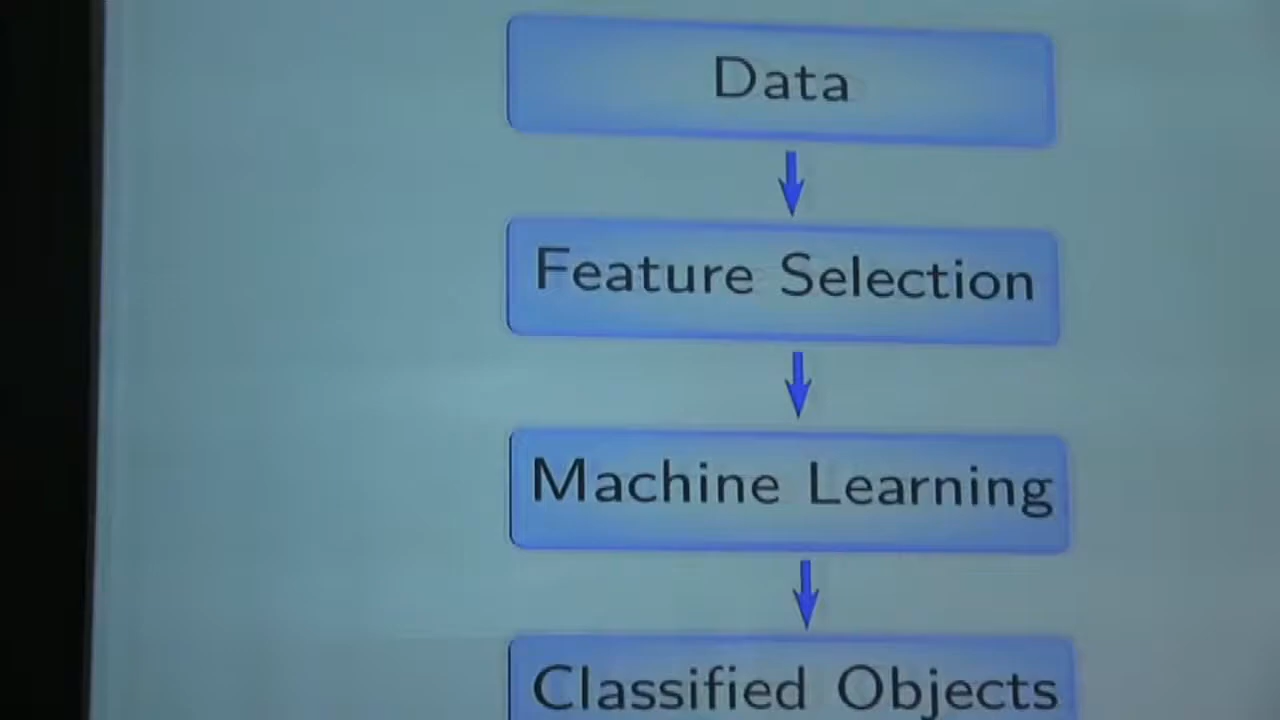 Data
Feature Selection
Machine Learning
Classified Objects